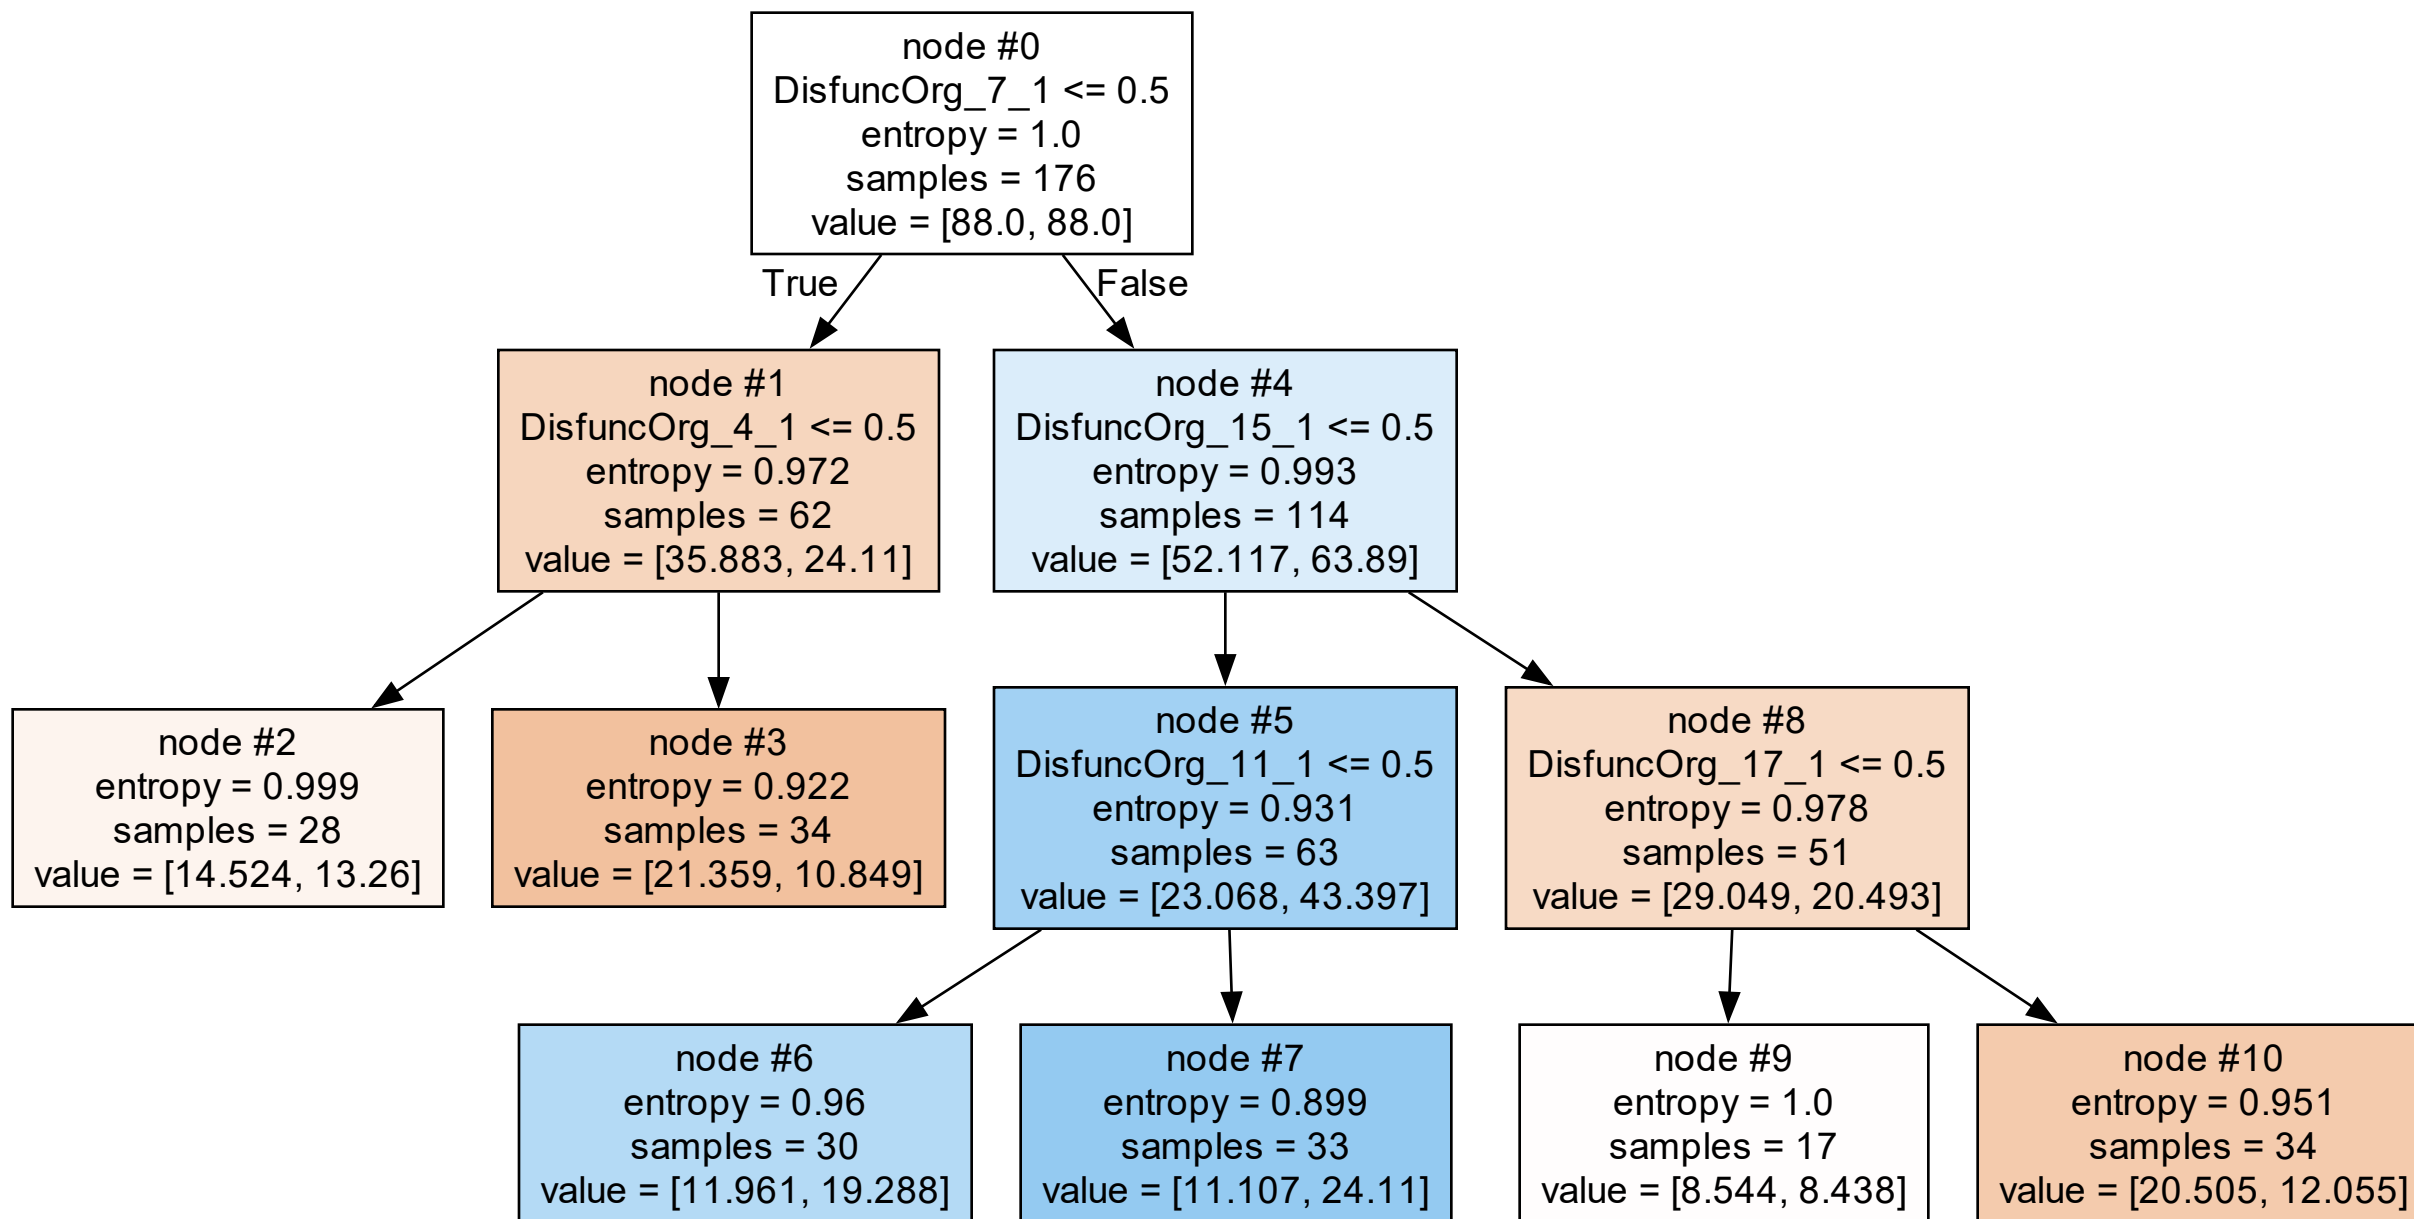 node #0
DisfuncOrg_7_1 <= 0.5
entropy = 1.0
samples = 176
value = [88.0, 88.0]
True
False
node #1
DisfuncOrg_4_1 <= 0.5
entropy = 0.972
samples = 62
value = [35.883, 24.11]
node #4
DisfuncOrg_15_1 <= 0.5
entropy = 0.993
samples = 114
value = [52.117, 63.89]
node #2
entropy = 0.999
samples = 28
value = [14.524, 13.26]
node #3
entropy = 0.922
samples = 34
value = [21.359, 10.849]
node #5
DisfuncOrg_11_1 <= 0.5
entropy = 0.931
samples = 63
value = [23.068, 43.397]
node #8
DisfuncOrg_17_1 <= 0.5
entropy = 0.978
samples = 51
value = [29.049, 20.493]
node #6
entropy = 0.96
samples = 30
value = [11.961, 19.288]
node #7
entropy = 0.899
samples = 33
value = [11.107, 24.11]
node #9
entropy = 1.0
samples = 17
value = [8.544, 8.438]
node #10
entropy = 0.951
samples = 34
value = [20.505, 12.055]